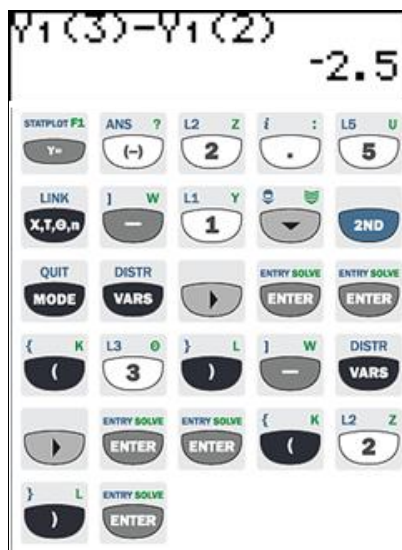 Y₁(3)-Y₁(2)
-2.5
STATPLOT F1 ANS ? L2 Z i : L5 U
Y= (-) 2 . 5
LINK ] W L1 Y
X,T,Θ,n − 1 2ND
QUIT DISTR ENTRY SOLVE ENTRY SOLVE
MODE VARS ENTER ENTER
{ K L3 θ } L ] W DISTR
( 3 ) − VARS
ENTRY SOLVE ENTRY SOLVE { K L2 Z
ENTER ENTER ( 2
} L ENTRY SOLVE
) ENTER